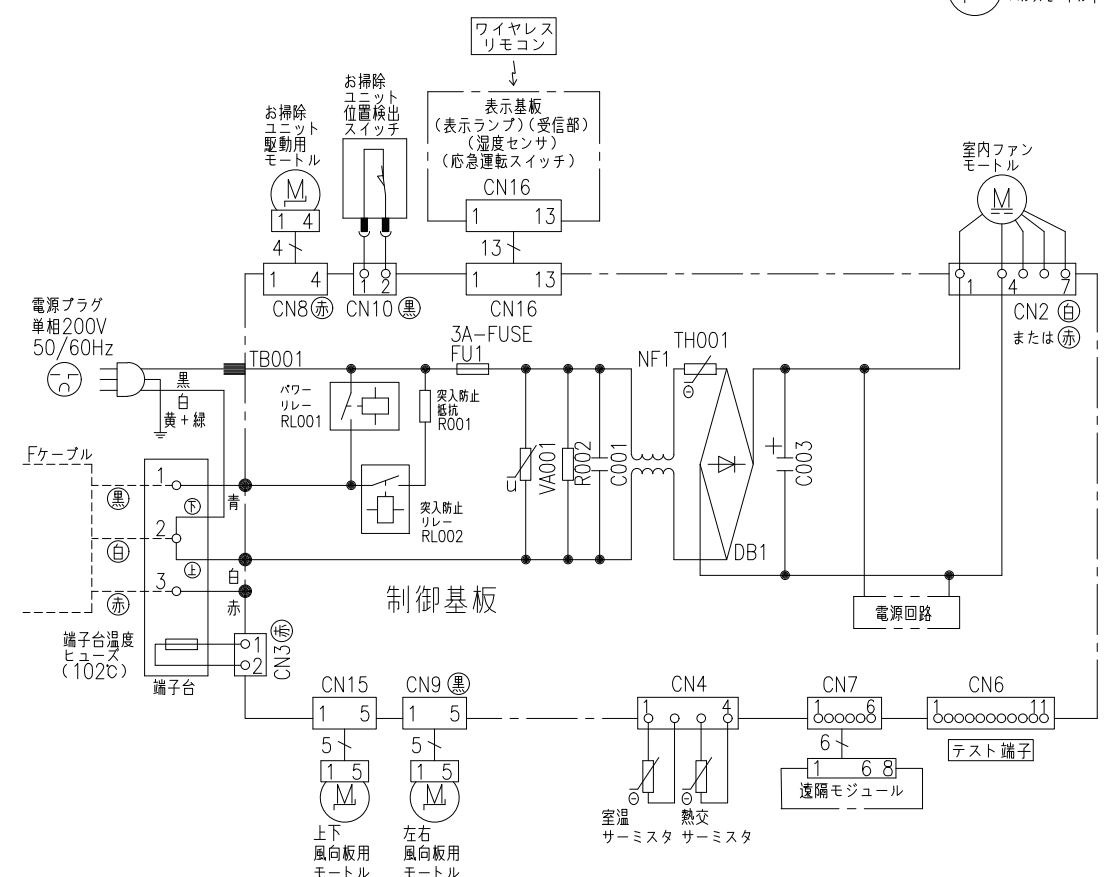 ワイヤレス
リモコン
お掃除
ユニット
位置検出
スイッチ
お掃除
ユニット
駆動用
モートル
M
1 4
4
1 4
CN8 赤
1 2
CN10 黒
表示基板
(表示ランプ)(受信部)
(湿度センサ)
(応急運転スイッチ)
CN16
1 13
13
1 13
CN16
室内ファン
モートル
M
1 4 7
CN2 白
または 赤
電源プラグ
単相200V
50/60Hz
黒
白
黄+緑
TB001
パワー
リレー
RL001
突入防止
抵抗
R001
3A-FUSE
FU1
突入防止
リレー
RL002
VA001
R002
C001
NF1
TH001
DB1
C003
電源回路
制御基板
Fケーブル
黒
白
赤
1
2
3
下
上
青
白
赤
端子台温度
ヒューズ
(102℃)
端子台
1
2
CN3 赤
CN15
1 5
5
1 5
M
上下
風向板用
モートル
CN9 黒
1 5
5
1 5
M
左右
風向板用
モートル
CN4
1 4
室温
サーミスタ
熱交
サーミスタ
CN7
1 6
6
1 6 8
遠隔モジュール
CN6
1 11
テスト端子